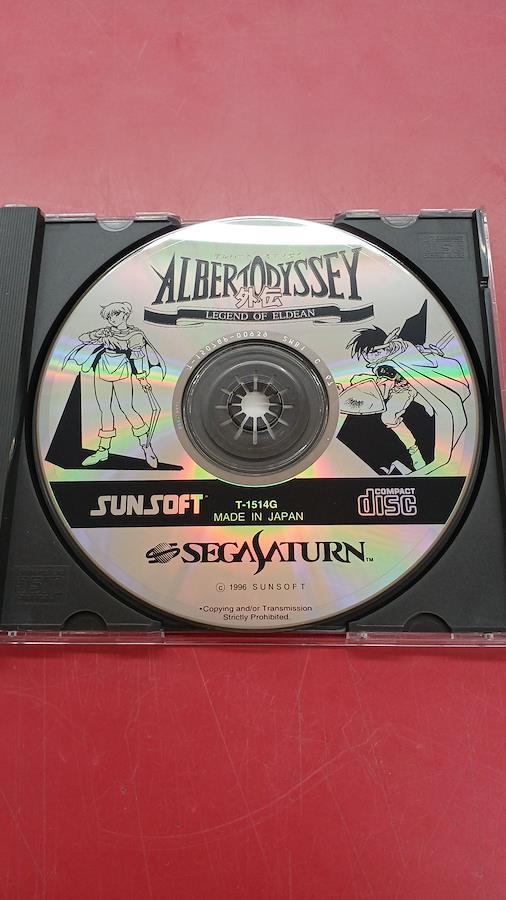 ALBERT ODYSSEY
外伝
LEGEND OF ELDEAN
SUNSOFT
T-1514G
MADE IN JAPAN
COMPACT
disc
SEGA SATURN™
© 1996 SUNSOFT
•Copying and/or Transmission
Strictly Prohibited